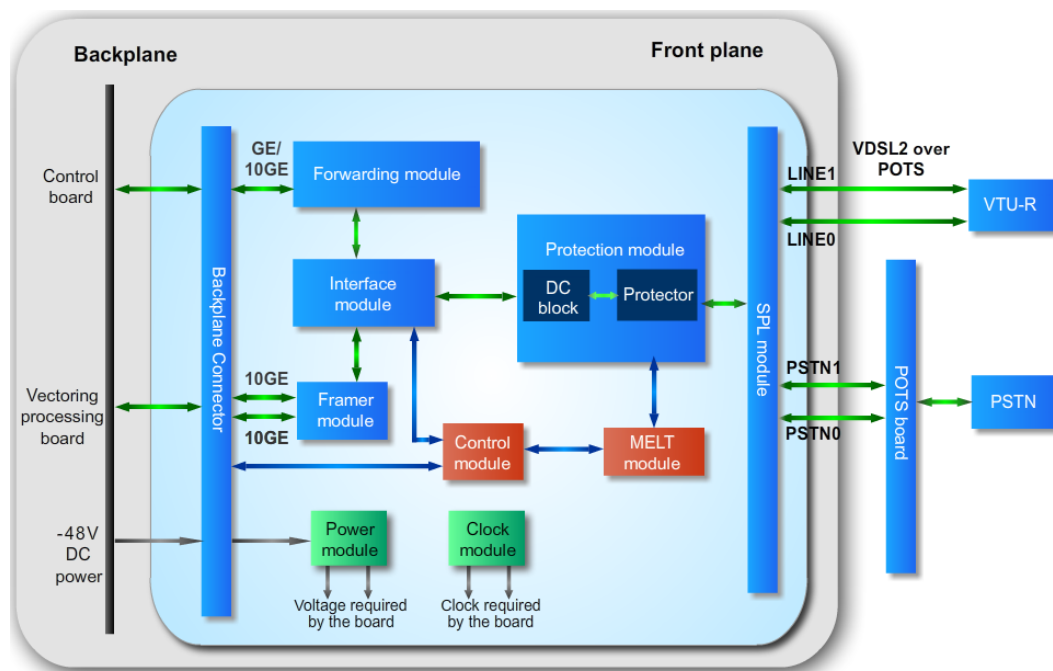 Backplane
Front plane
Control
board
GE/
10GE
Forwarding module
VDSL2 over
POTS
LINE1
LINE0
VTU-R
Protection module
DC
block
Protector
Interface
module
Backplane Connector
SPL module
Vectoring
processing
board
10GE
10GE
Framer
module
Control
module
MELT
module
PSTN1
PSTN0
POTS board
PSTN
-48V
DC
power
Power
module
Clock
module
Voltage required
by the board
Clock required
by the board